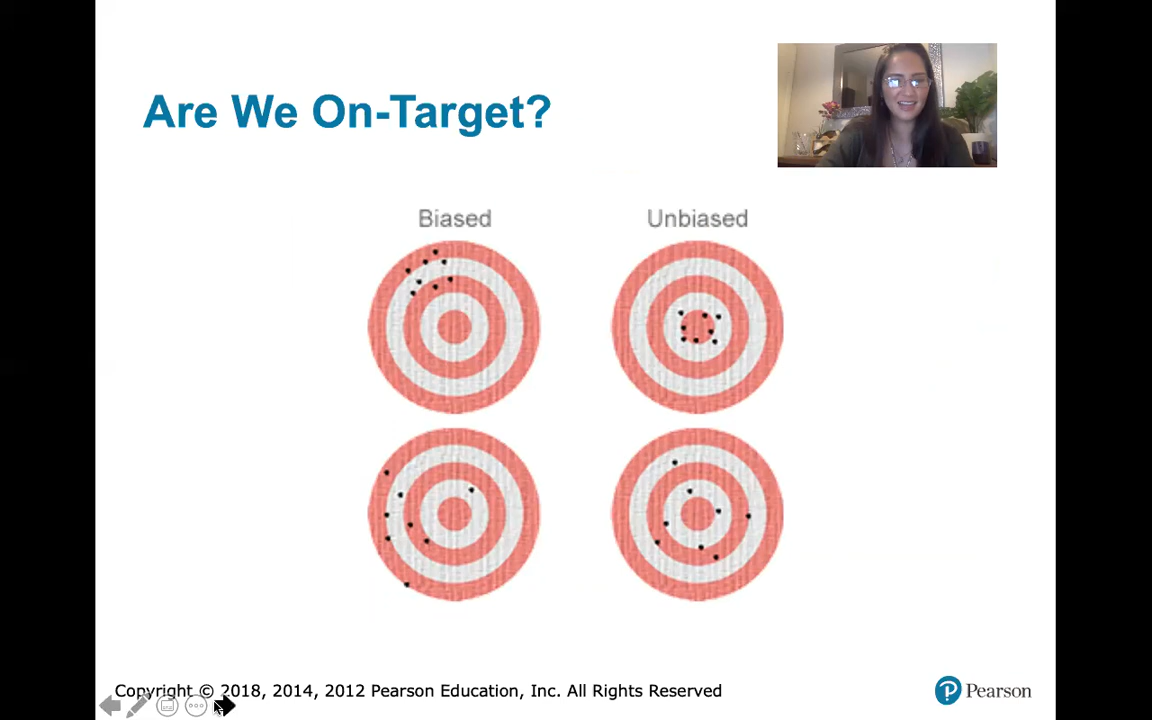 Are We On-Target?
Biased
Unbiased
Copyright © 2018, 2014, 2012 Pearson Education, Inc. All Rights Reserved
Pearson